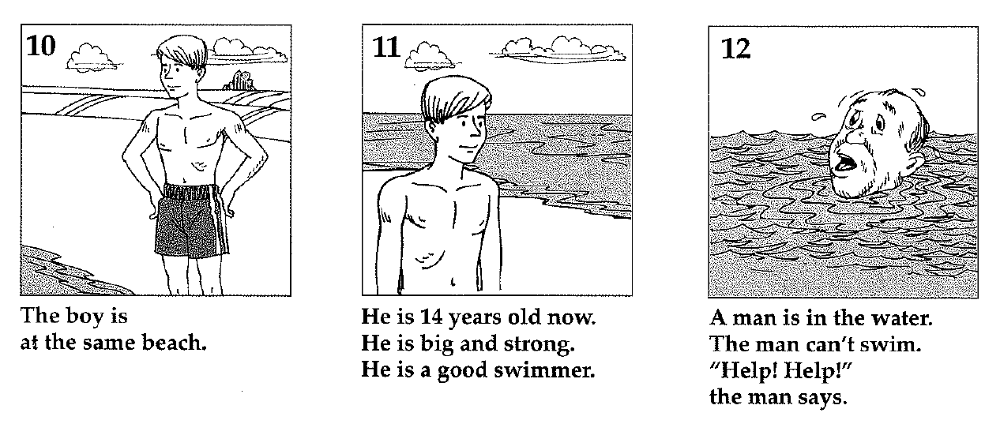 10
The boy is
at the same beach.
11
He is 14 years old now.
He is big and strong.
He is a good swimmer.
12
A man is in the water.
The man can't swim.
"Help! Help!"
the man says.